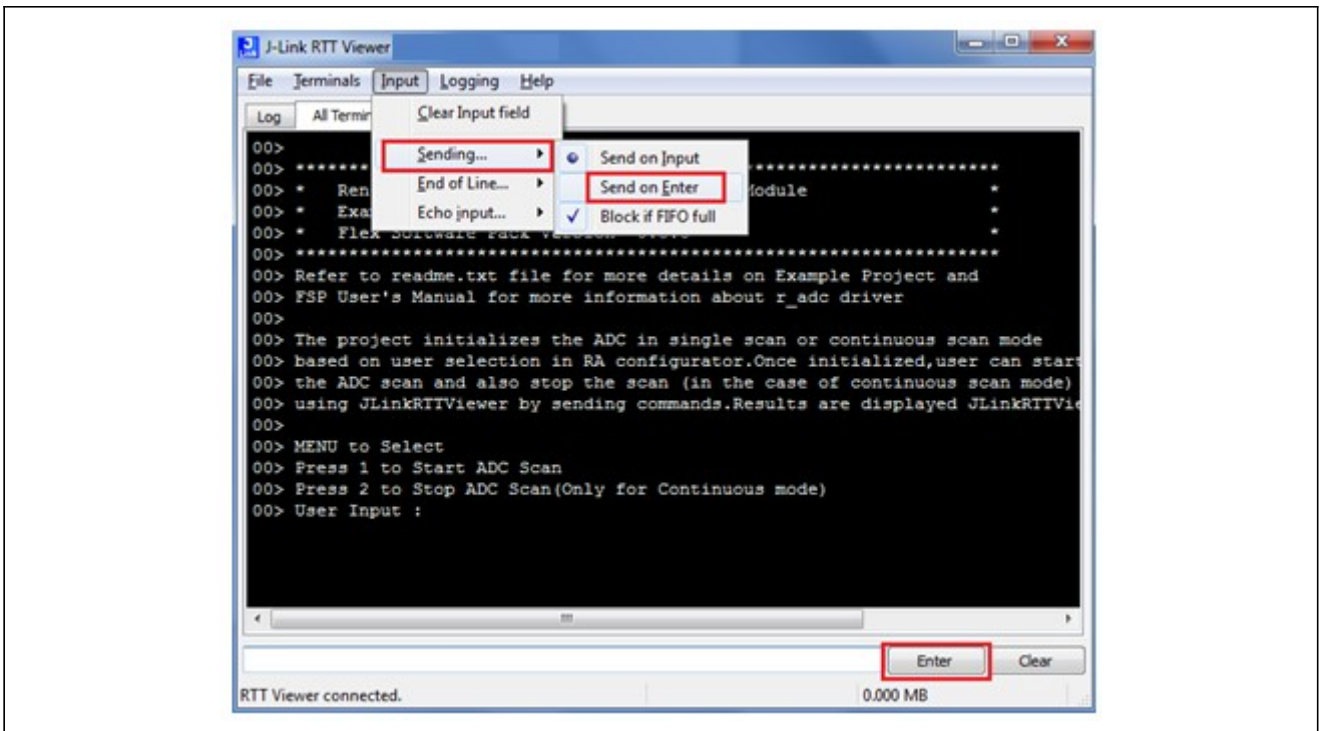 J-Link RTT Viewer
File Terminals Input Logging Help
Log All Termin
Clear Input field
Sending...
End of Line...
Echo input...
Send on Input
Send on Enter
Block if FIFO full
00>
00> ******* *************************
00> * Ren Module *
00> * Exa *
00> * Flex Software Pack Version *
00> **********************************************************************
00> Refer to readme.txt file for more details on Example Project and
00> FSP User's Manual for more information about r_adc driver
00>
00> The project initializes the ADC in single scan or continuous scan mode
00> based on user selection in RA configurator.Once initialized,user can start
00> the ADC scan and also stop the scan (in the case of continuous scan mode)
00> using JLinkRTTViewer by sending commands.Results are displayed JLinkRTTVie
00>
00> MENU to Select
00> Press 1 to Start ADC Scan
00> Press 2 to Stop ADC Scan(Only for Continuous mode)
00> User Input :
Enter Clear
RTT Viewer connected. 0.000 MB